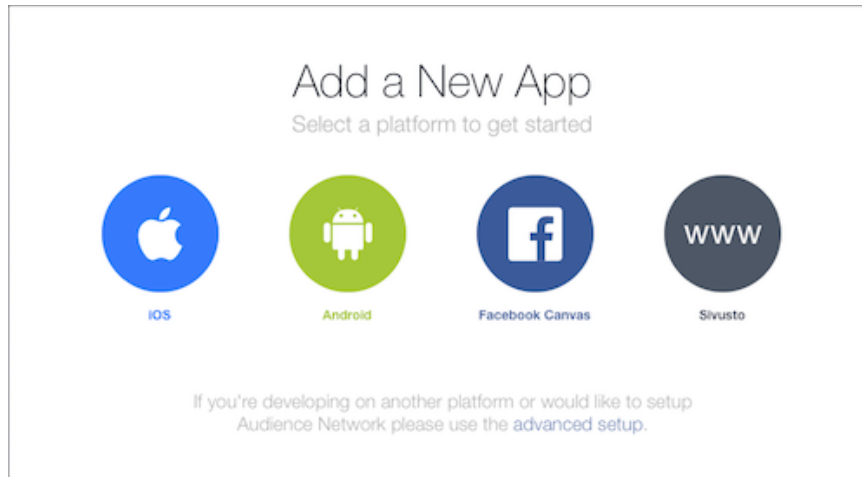 Add a New App
Select a platform to get started
www
iOS
Android
Facebook Canvas
Sivusto
If you're developing on another platform or would like to setup
Audience Network please use the advanced setup.